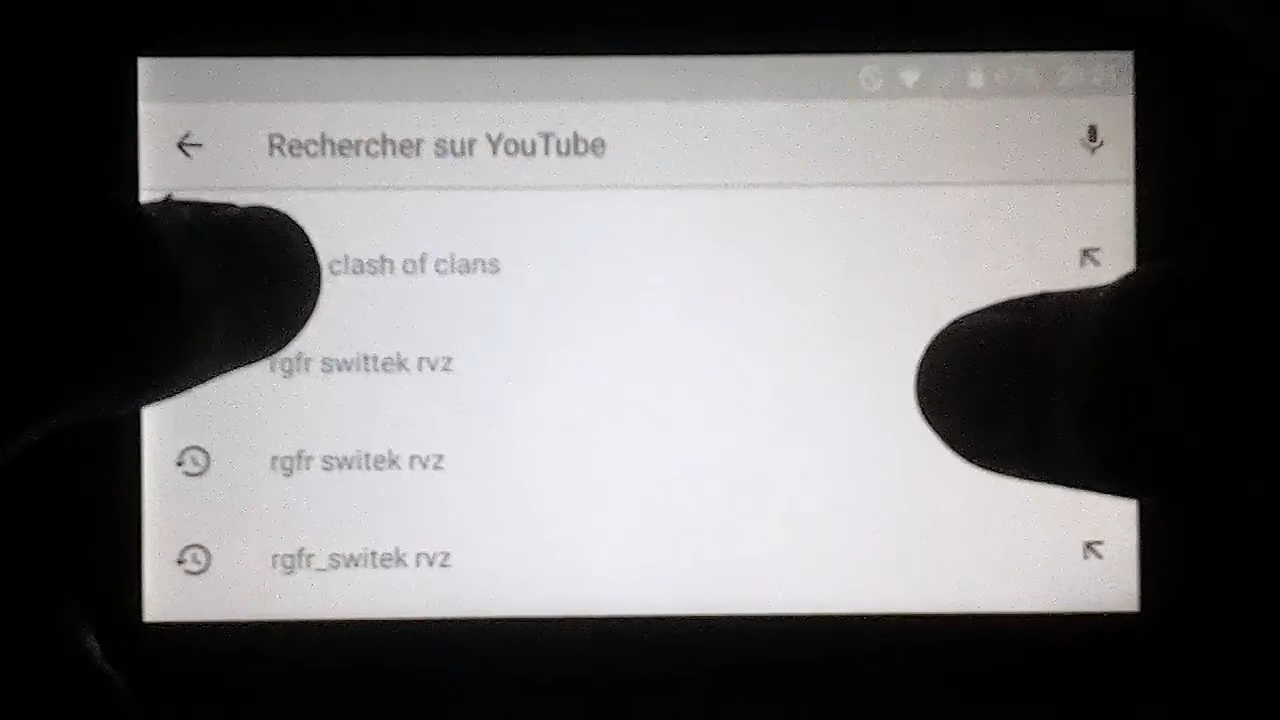 Rechercher sur YouTube
clash of clans
rgfr swittek rvz
rgfr switek rvz
rgfr_switek rvz